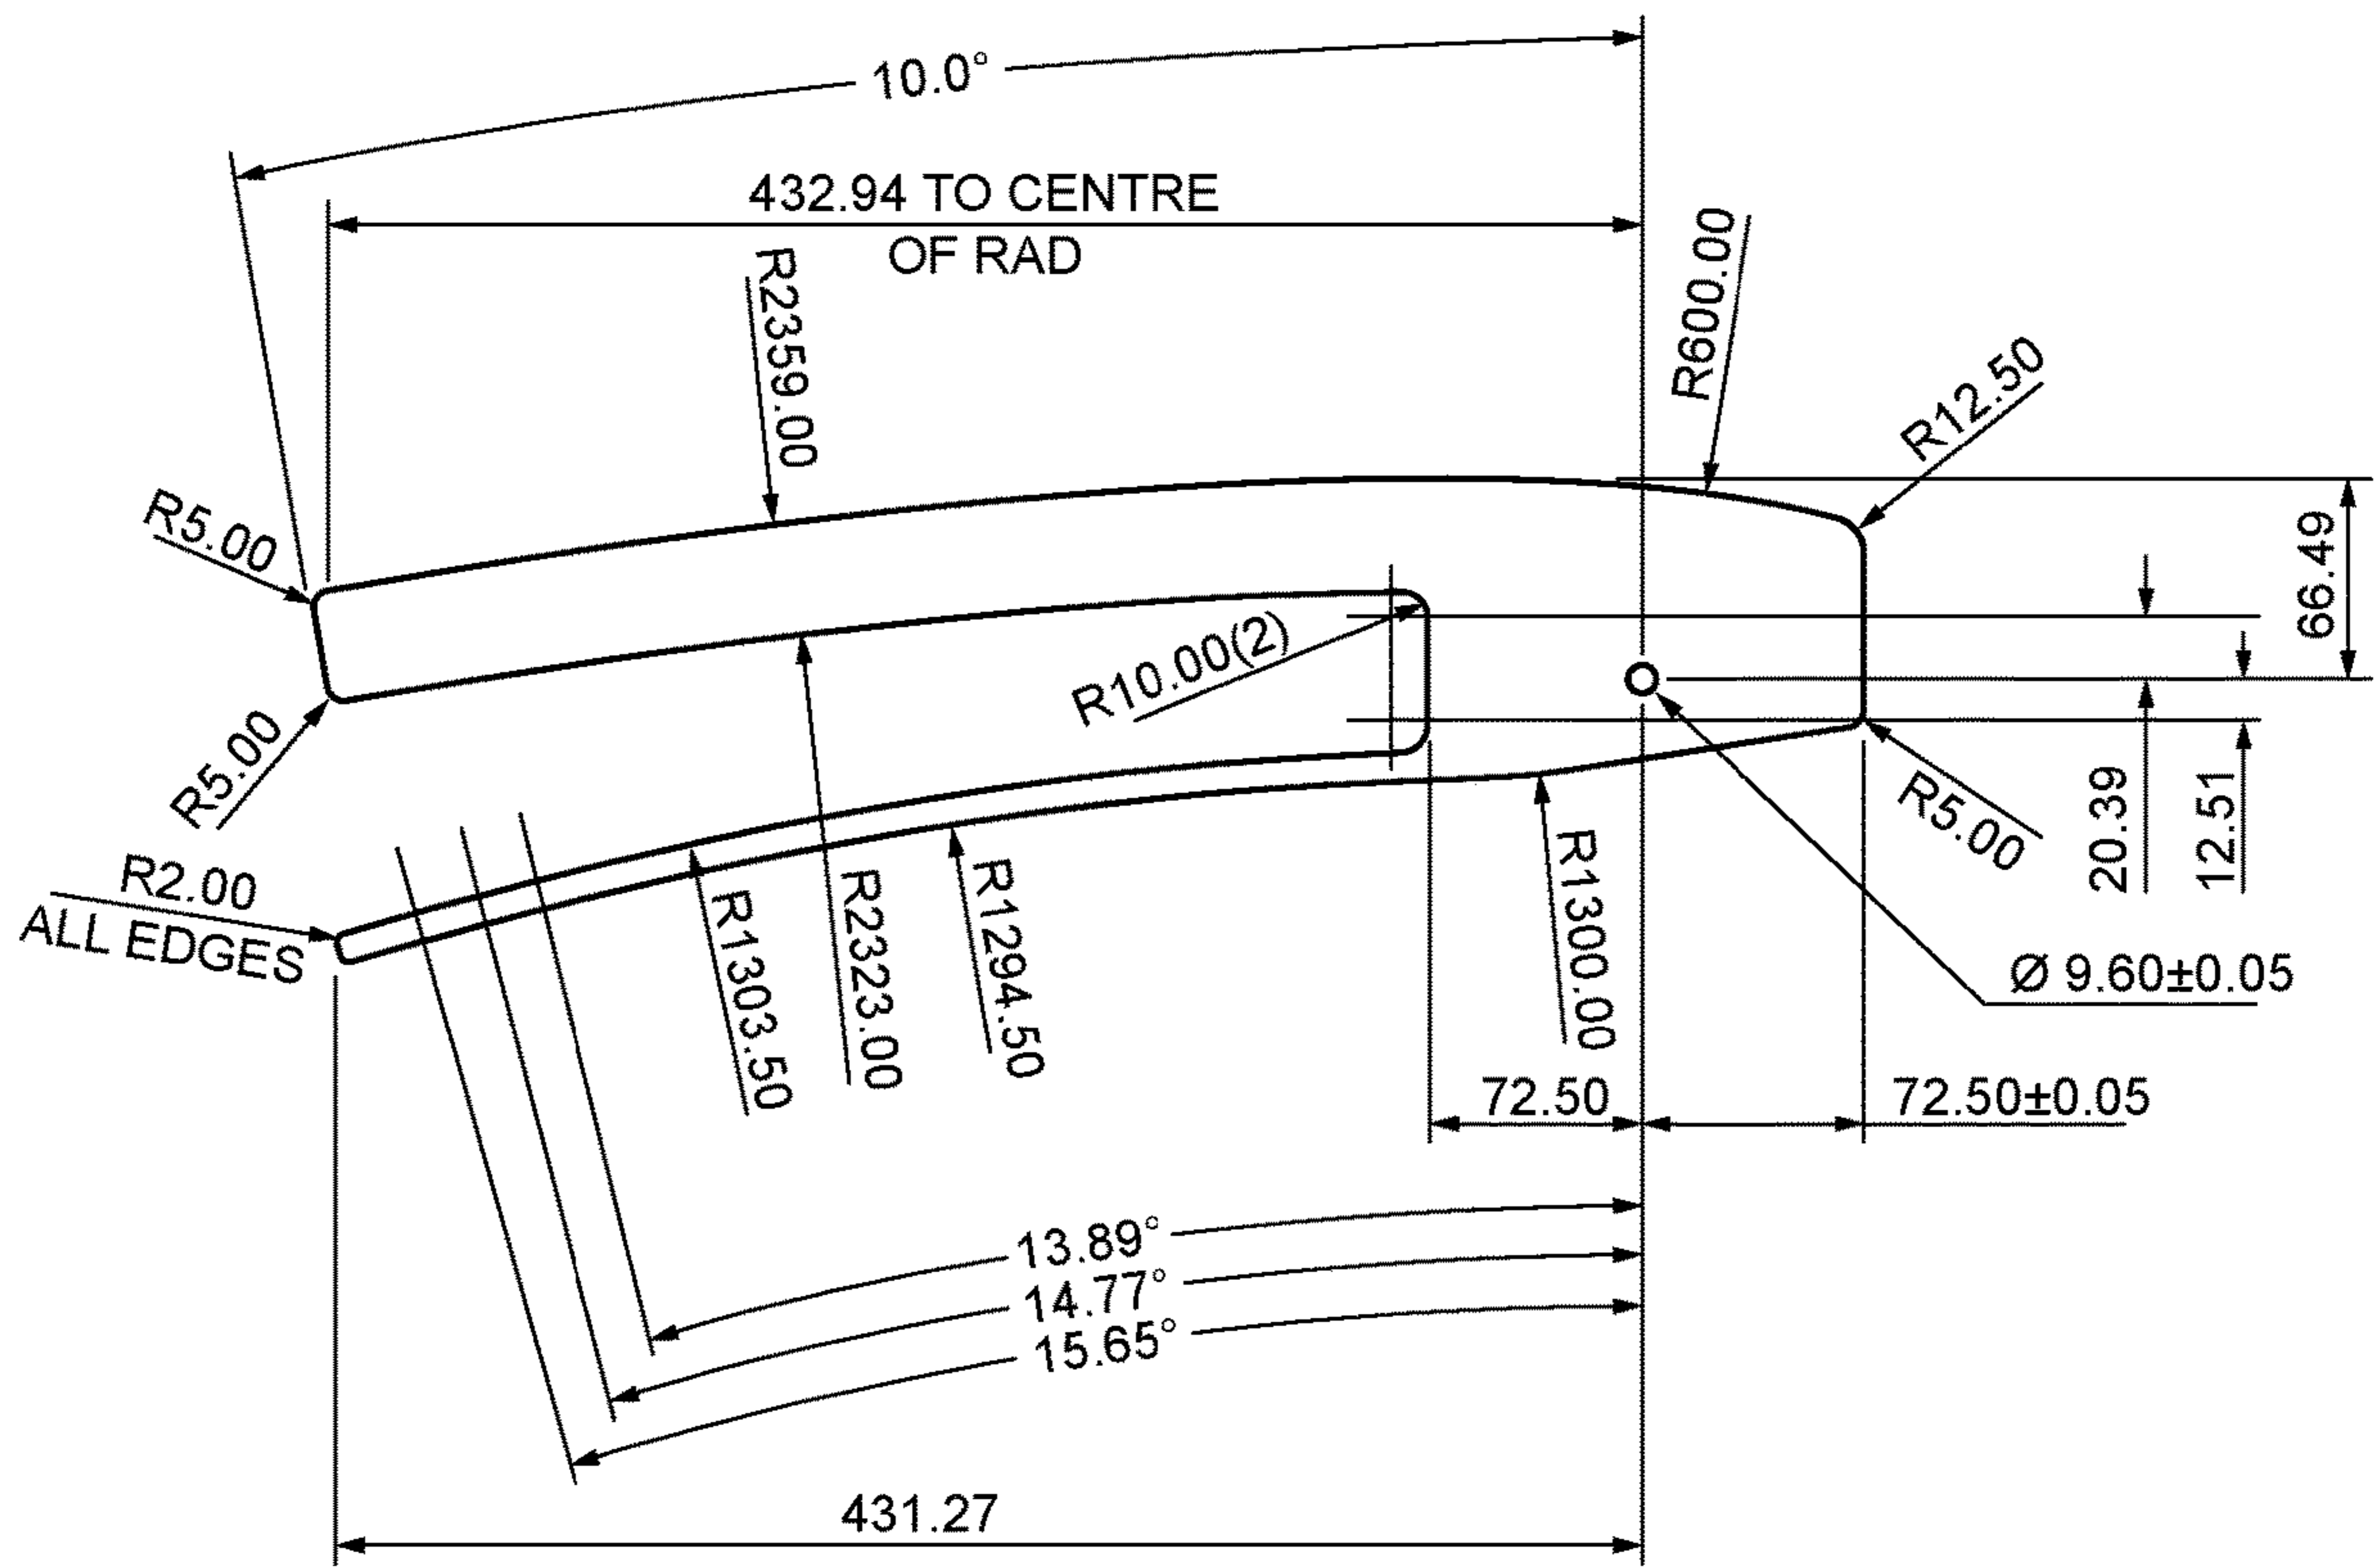 10.0°
432.94 TO CENTRE
OF RAD
R2359.00
R600.00
R12.50
R5.00
66.49
R10.00(2)
R5.00
R5.00
20.39
12.51
R2.00
ALL EDGES
R1303.50
R2323.00
R1294.50
R1300.00
Ø 9.60±0.05
72.50
72.50±0.05
13.89°
14.77°
15.65°
431.27